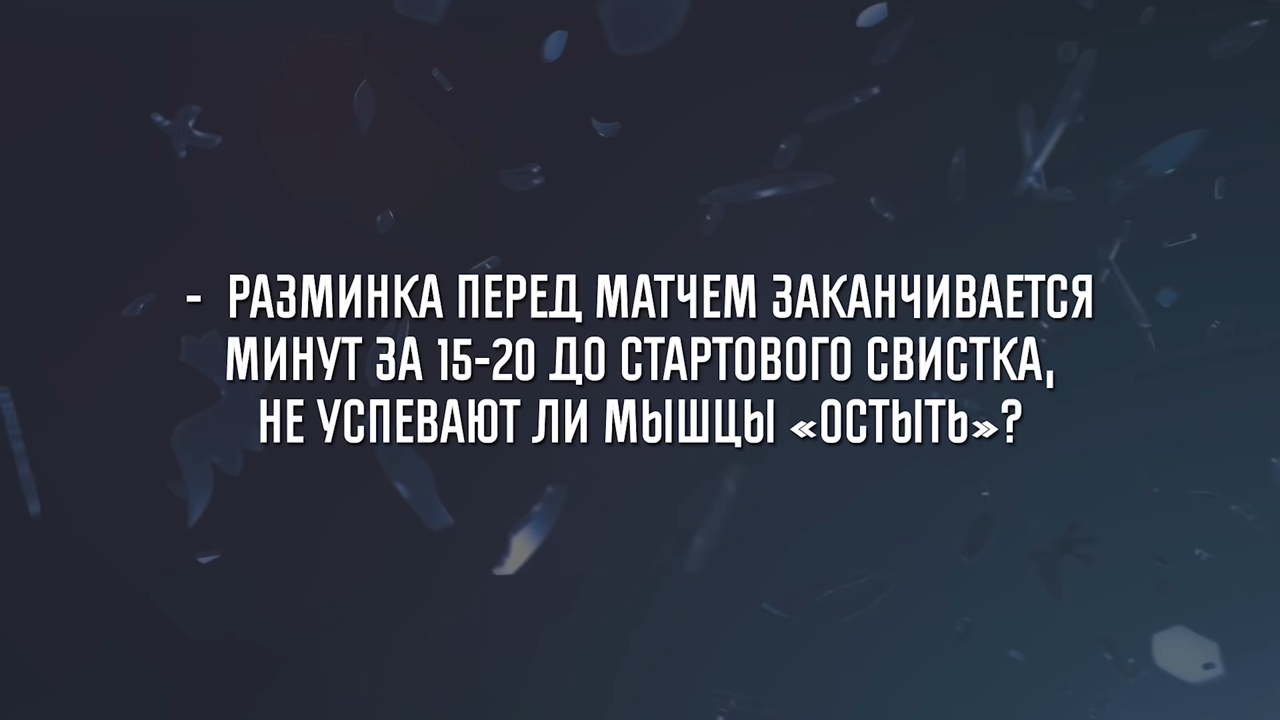 - РАЗМИНКА ПЕРЕД МАТЧЕМ ЗАКАНЧИВАЕТСЯ
МИНУТ ЗА 15-20 ДО СТАРТОВОГО СВИСТКА,
НЕ УСПЕВАЮТ ЛИ МЫШЦЫ «ОСТЫТЬ»?